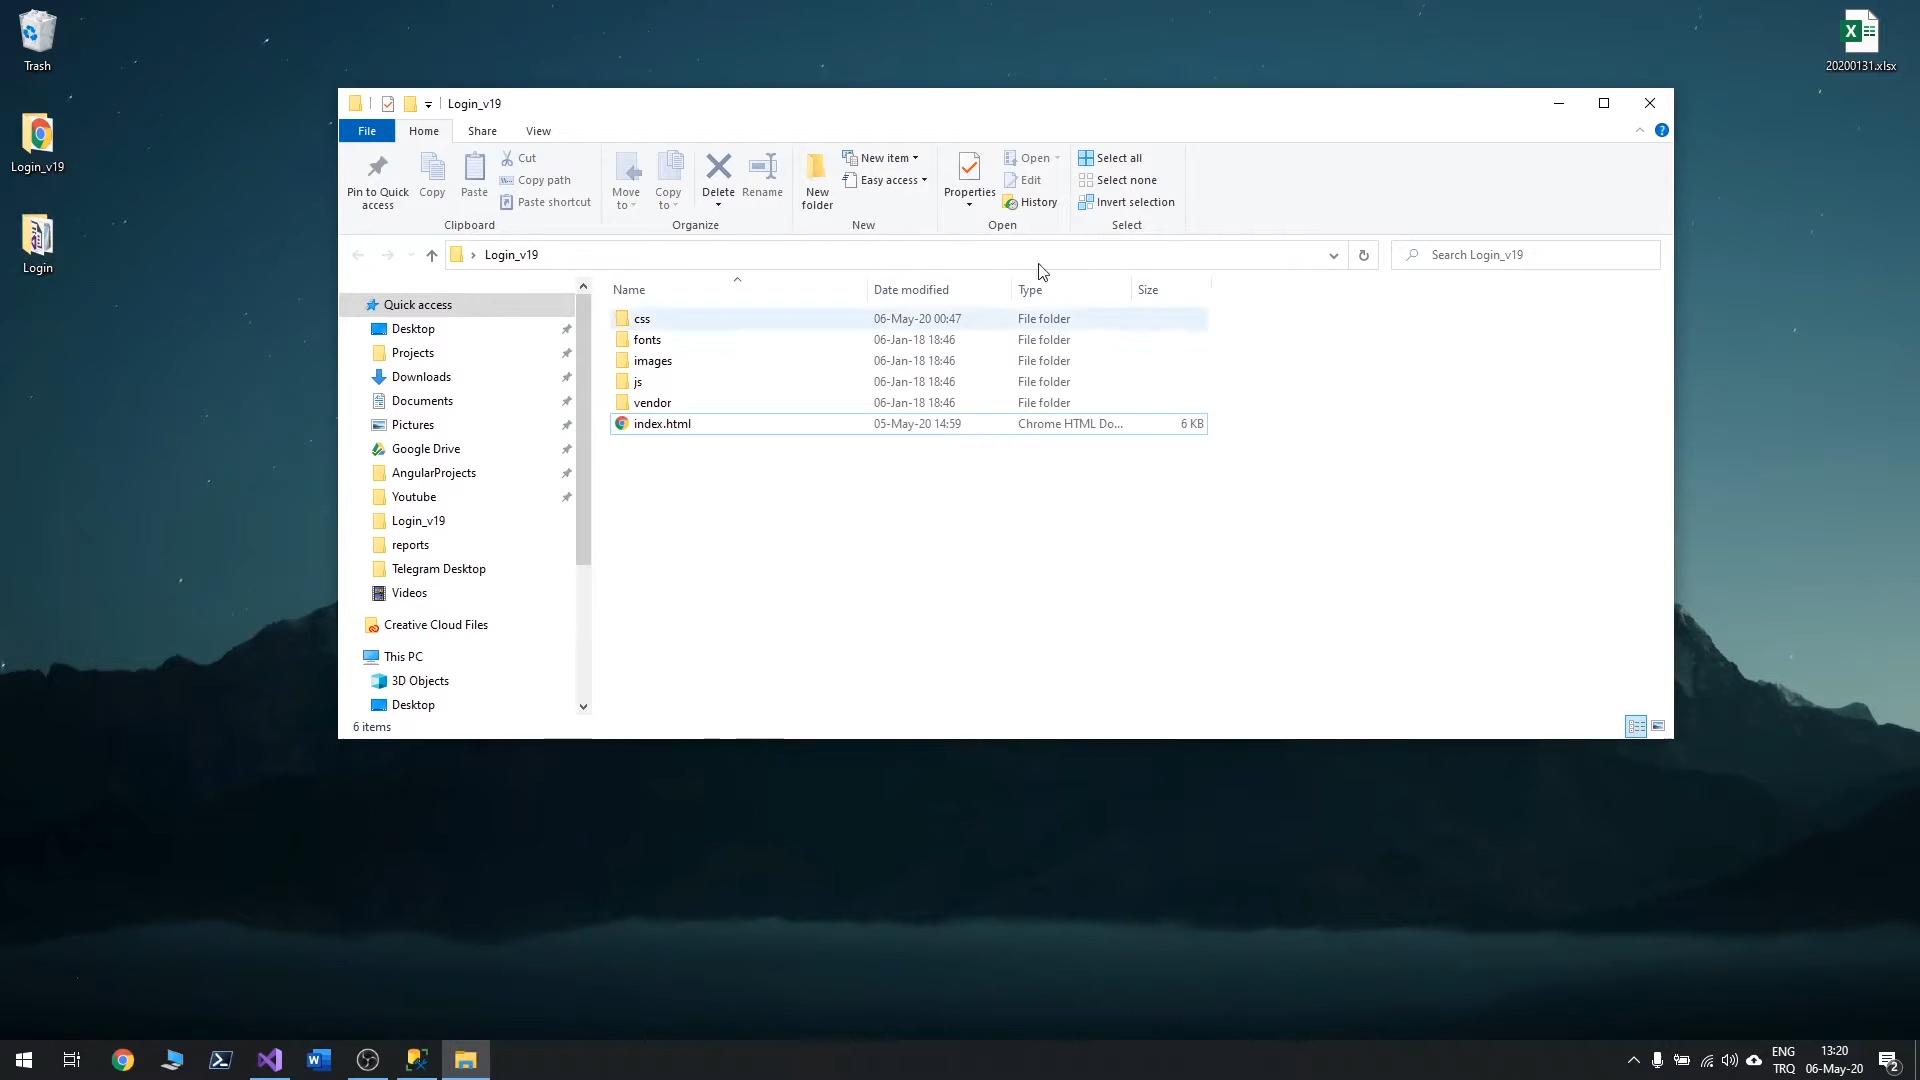 Trash
Login_v19
Login
20200131.xlsx
Login_v19
File Home Share View
Pin to Quick access
Copy
Paste
Cut
Copy path
Paste shortcut
Clipboard
Move to
Copy to
Delete
Rename
Organize
New folder
New item
Easy access
New
Properties
Open
Edit
History
Open
Select all
Select none
Invert selection
Select
Login_v19
Search Login_v19
Quick access
Desktop
Projects
Downloads
Documents
Pictures
Google Drive
AngularProjects
Youtube
Login_v19
reports
Telegram Desktop
Videos
Creative Cloud Files
This PC
3D Objects
Desktop
Name Date modified Type Size
css 06-May-20 00:47 File folder
fonts 06-Jan-18 18:46 File folder
images 06-Jan-18 18:46 File folder
js 06-Jan-18 18:46 File folder
vendor 06-Jan-18 18:46 File folder
index.html 05-May-20 14:59 Chrome HTML Do... 6 KB
6 items
ENG
TRQ
13:20
06-May-20
2